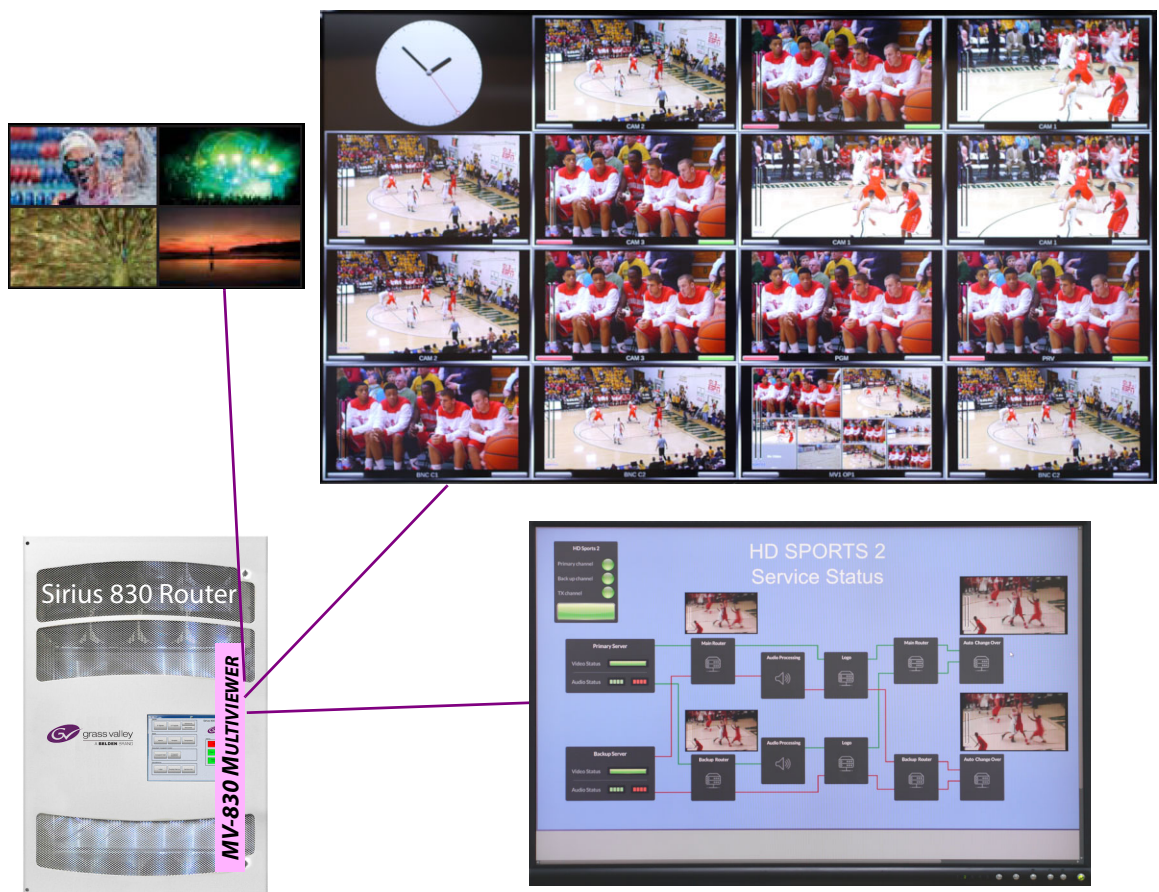 CAM 2
CAM 1
CAM 3
CAM 1
CAM 1
CAM 2
CAM 3
PGM
PRV
BNC C1
BNC C2
MV1 OP1
BNC C2
Sirius 830 Router
MV-830 MULTIVIEWER
grassvalley
A BELDEN BRAND
HD SPORTS 2
Service Status
HD Sports 2
Primary channel
Back up channel
TX channel
Primary Server
Video Status
Audio Status
Main Router
Audio Processing
Logo
Main Router
Auto Change Over
Backup Server
Video Status
Audio Status
Backup Router
Audio Processing
Logo
Backup Router
Auto Change Over